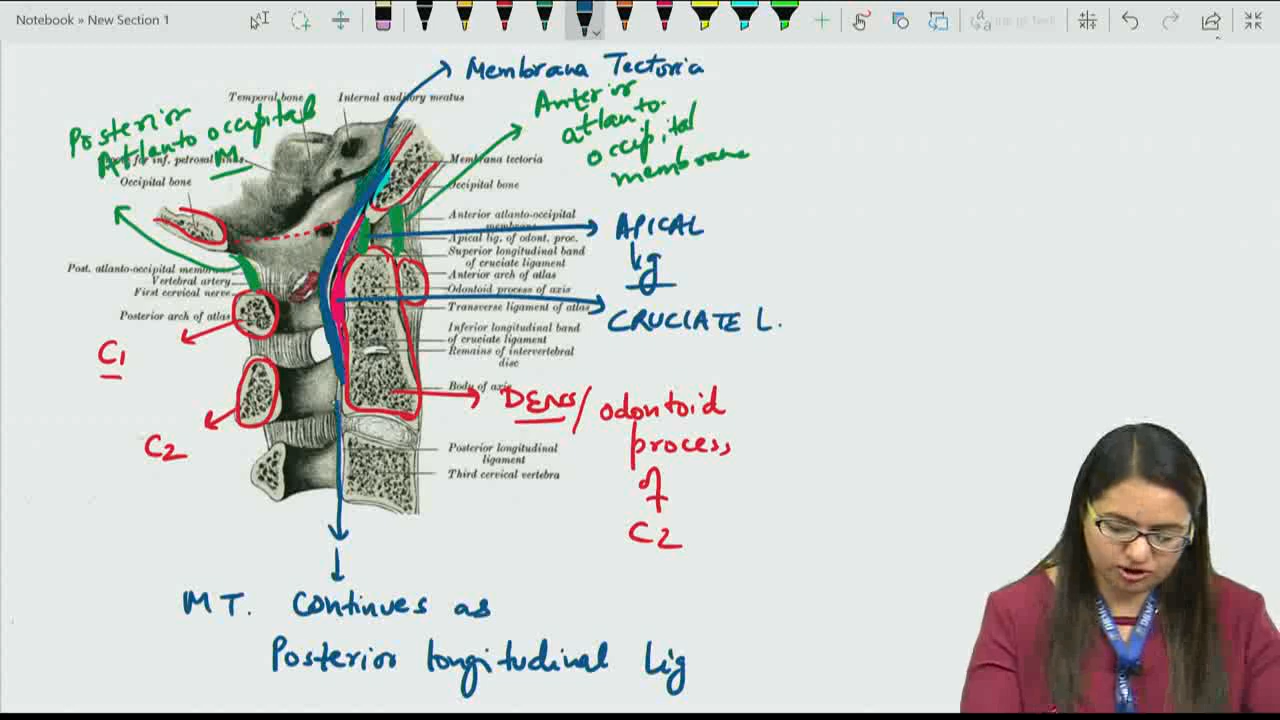 Notebook » New Section 1
Membrana Tectoria
Temporal bone
Internal auditory meatus
Posterior
Atlanto occipital
M
Anterior
atlanto-
occipital
membrane
for inf. petrosal
Occipital bone
Membrana tectoria
Occipital bone
Anterior atlanto-occipital
membrane
Apical lig. of odont. proc.
Superior longitudinal band
of cruciate ligament
Anterior arch of atlas
Odontoid process of axis
Transverse ligament of atlas
Inferior longitudinal band
of cruciate ligament
Remains of intervertebral
disc
Body of axis
Posterior longitudinal
ligament
Third cervical vertebra
Post. atlanto-occipital
Vertebral artery
First cervical nerve
Posterior arch of atlas
APICAL
lig
CRUCIATE L.
C1
C2
DENS/ odontoid
process
of
C2
MT. Continues as
Posterior longitudinal Lig